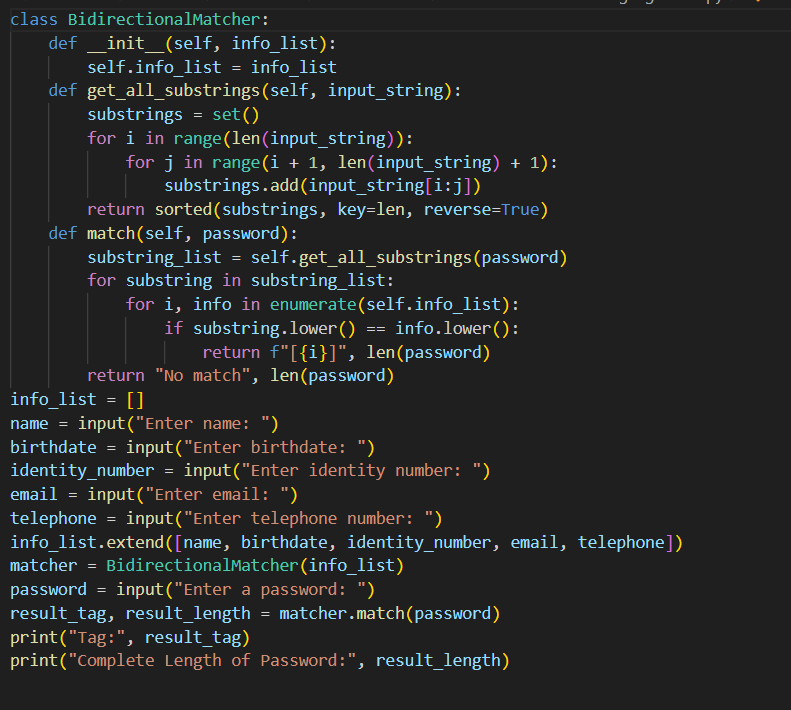 class BidirectionalMatcher:
    def __init__(self, info_list):
        self.info_list = info_list
    def get_all_substrings(self, input_string):
        substrings = set()
        for i in range(len(input_string)):
            for j in range(i + 1, len(input_string) + 1):
                substrings.add(input_string[i:j])
        return sorted(substrings, key=len, reverse=True)
    def match(self, password):
        substring_list = self.get_all_substrings(password)
        for substring in substring_list:
            for i, info in enumerate(self.info_list):
                if substring.lower() == info.lower():
                    return f"[{i}]", len(password)
        return "No match", len(password)
info_list = []
name = input("Enter name: ")
birthdate = input("Enter birthdate: ")
identity_number = input("Enter identity number: ")
email = input("Enter email: ")
telephone = input("Enter telephone number: ")
info_list.extend([name, birthdate, identity_number, email, telephone])
matcher = BidirectionalMatcher(info_list)
password = input("Enter a password: ")
result_tag, result_length = matcher.match(password)
print("Tag:", result_tag)
print("Complete Length of Password:", result_length)